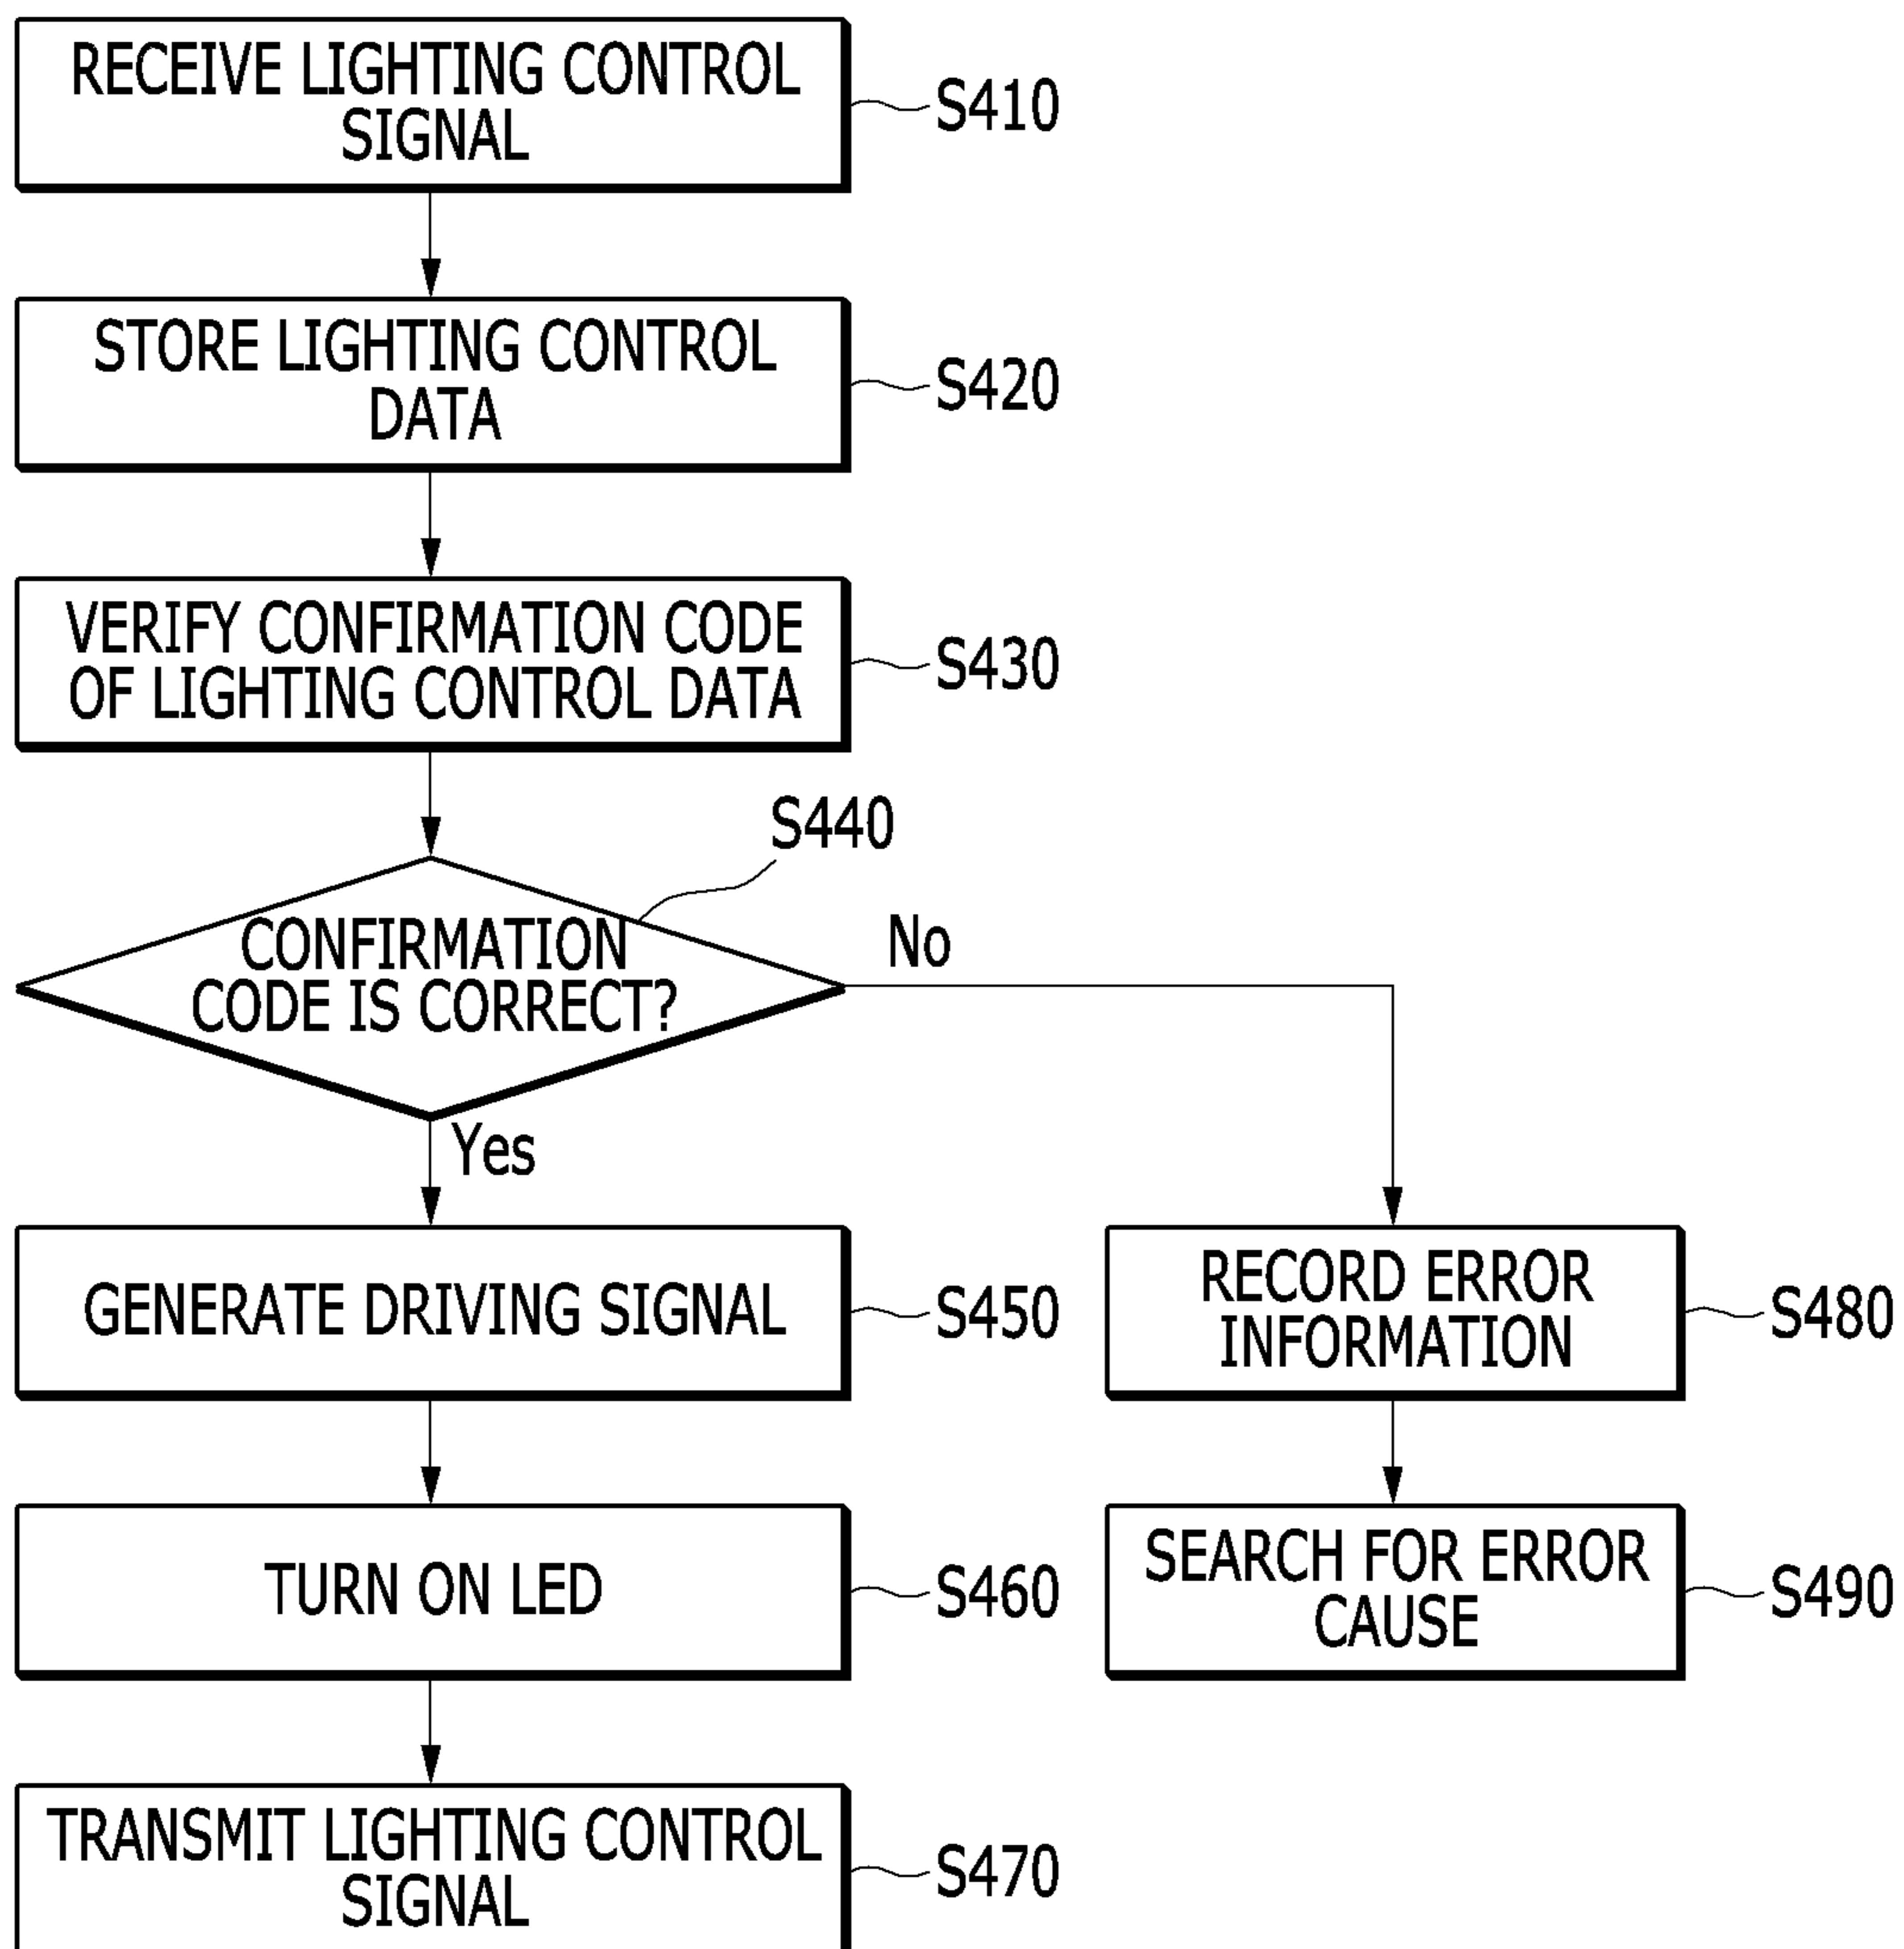 RECEIVE LIGHTING CONTROL
SIGNAL
S410
STORE LIGHTING CONTROL
DATA
S420
VERIFY CONFIRMATION CODE
OF LIGHTING CONTROL DATA
S430
S440
CONFIRMATION
CODE IS CORRECT?
No
Yes
GENERATE DRIVING SIGNAL
S450
RECORD ERROR
INFORMATION
S480
TURN ON LED
S460
SEARCH FOR ERROR
CAUSE
S490
TRANSMIT LIGHTING CONTROL
SIGNAL
S470